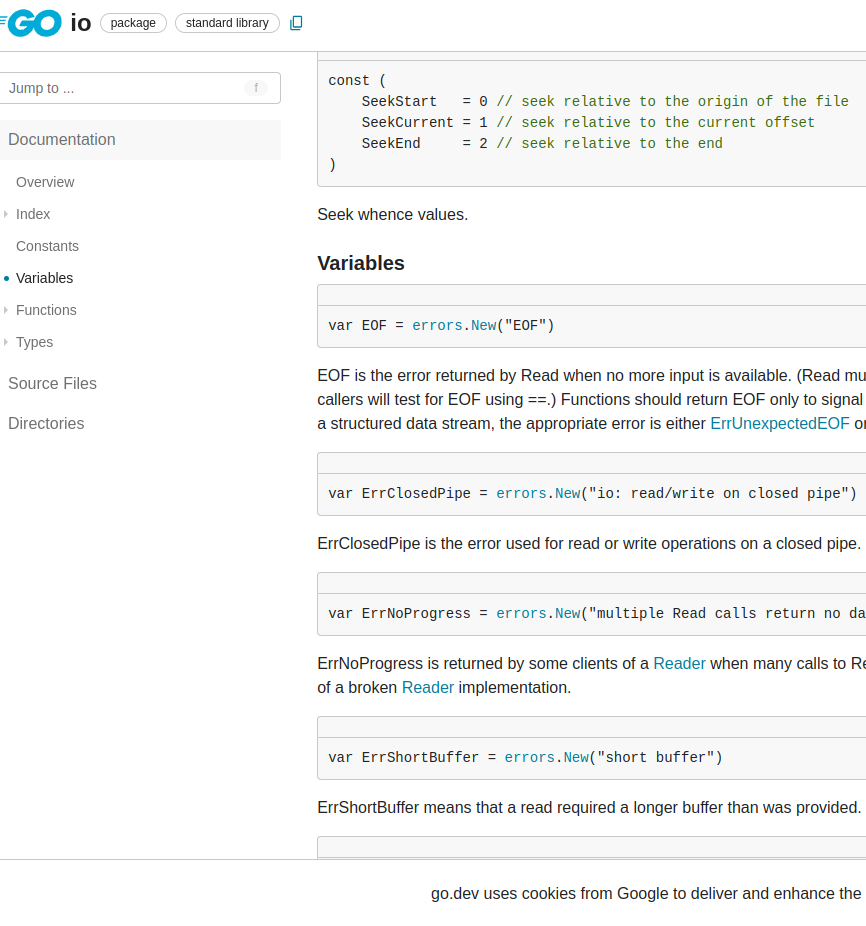 GO io package standard library
Jump to ... f
Documentation
Overview
Index
Constants
Variables
Functions
Types
Source Files
Directories
const (
    SeekStart   = 0 // seek relative to the origin of the file
    SeekCurrent = 1 // seek relative to the current offset
    SeekEnd     = 2 // seek relative to the end
)
Seek whence values.
Variables
var EOF = errors.New("EOF")
EOF is the error returned by Read when no more input is available. (Read mu
callers will test for EOF using ==.) Functions should return EOF only to signal
a structured data stream, the appropriate error is either ErrUnexpectedEOF or
var ErrClosedPipe = errors.New("io: read/write on closed pipe")
ErrClosedPipe is the error used for read or write operations on a closed pipe.
var ErrNoProgress = errors.New("multiple Read calls return no da
ErrNoProgress is returned by some clients of a Reader when many calls to Re
of a broken Reader implementation.
var ErrShortBuffer = errors.New("short buffer")
ErrShortBuffer means that a read required a longer buffer than was provided.
go.dev uses cookies from Google to deliver and enhance the